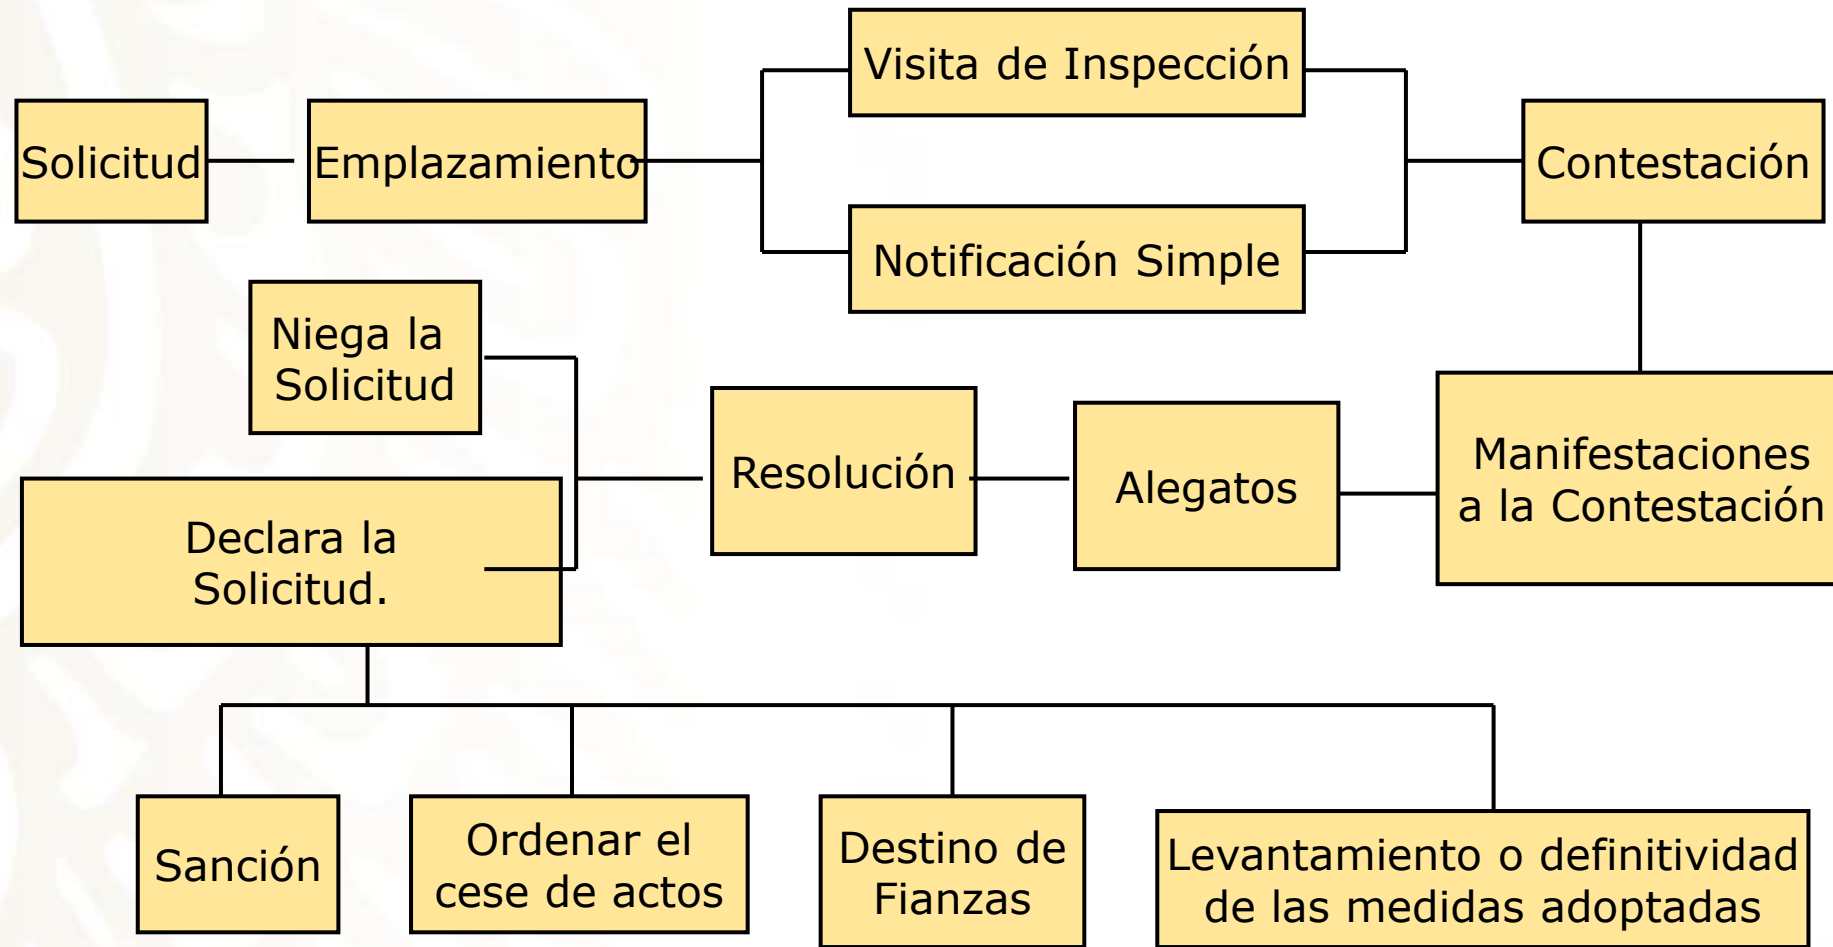 Visita de Inspección
Solicitud
Emplazamiento
Contestación
Notificación Simple
Niega la
Solicitud
Resolución
Alegatos
Manifestaciones
a la Contestación
Declara la
Solicitud.
Sanción
Ordenar el
cese de actos
Destino de
Fianzas
Levantamiento o definitividad
de las medidas adoptadas